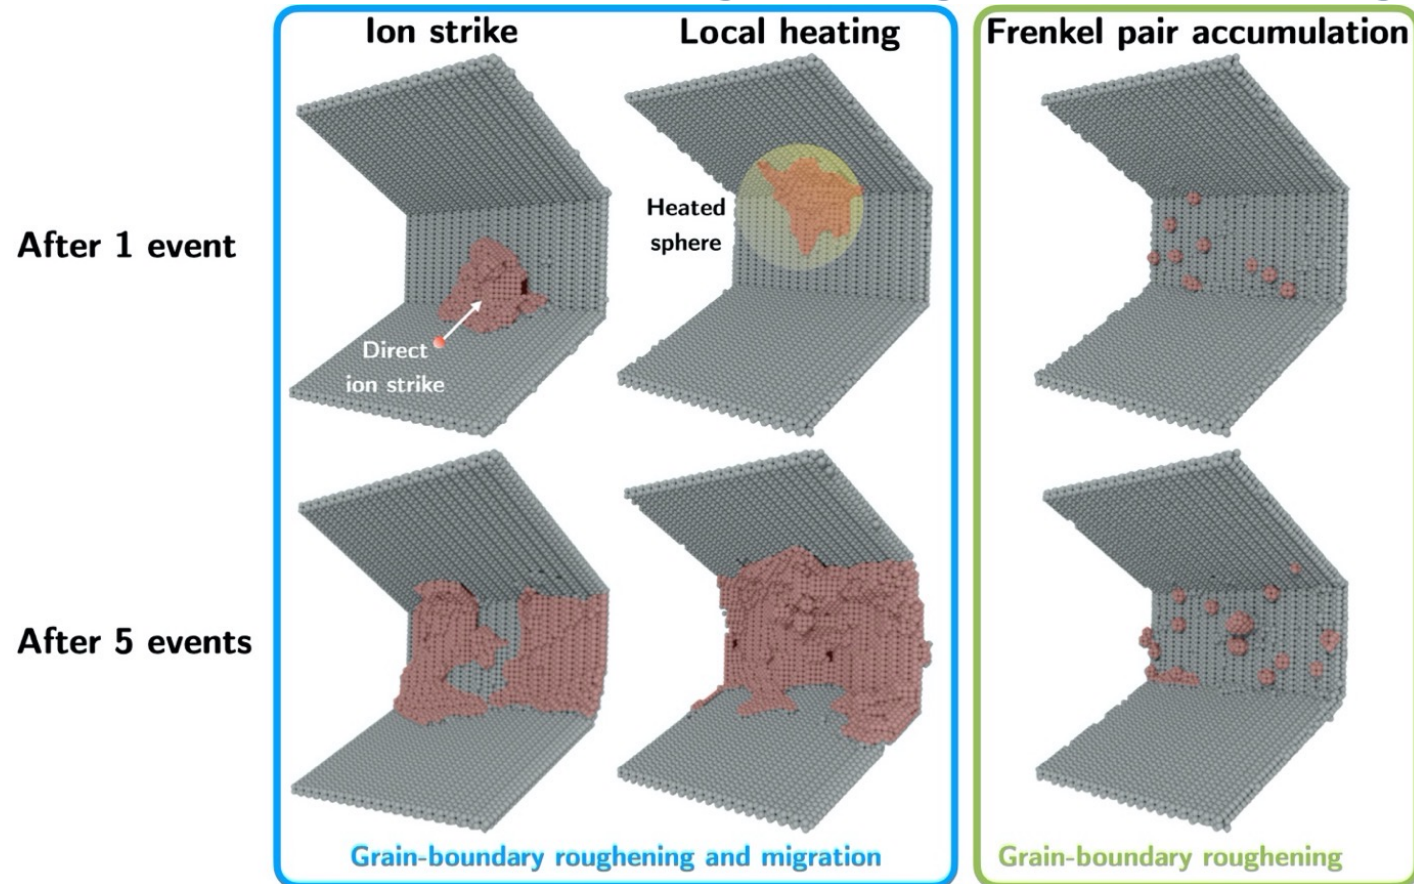 Ion strike
Local heating
Frenkel pair accumulation
After 1 event
Heated
sphere
Direct
ion strike
After 5 events
Grain-boundary roughening and migration
Grain-boundary roughening